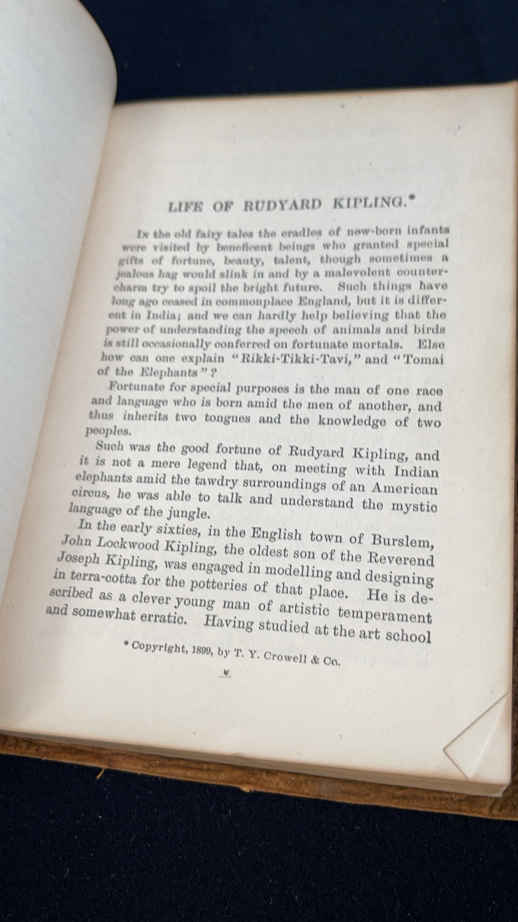 LIFE OF RUDYARD KIPLING.*
In the old fairy tales the cradles of new-born infants
were visited by beneficent beings who granted special
gifts of fortune, beauty, talent, though sometimes a
jealous hag would slink in and by a malevolent counter-
charm try to spoil the bright future. Such things have
long ago ceased in commonplace England, but it is differ-
ent in India; and we can hardly help believing that the
power of understanding the speech of animals and birds
is still occasionally conferred on fortunate mortals. Else
how can one explain “Rikki-Tikki-Tavi,” and “Tomai
of the Elephants”?
Fortunate for special purposes is the man of one race
and language who is born amid the men of another, and
thus inherits two tongues and the knowledge of two
peoples.
Such was the good fortune of Rudyard Kipling, and
it is not a mere legend that, on meeting with Indian
elephants amid the tawdry surroundings of an American
circus, he was able to talk and understand the mystic
language of the jungle.
In the early sixties, in the English town of Burslem,
John Lockwood Kipling, the oldest son of the Reverend
Joseph Kipling, was engaged in modelling and designing
in terra-cotta for the potteries of that place. He is de-
scribed as a clever young man of artistic temperament
and somewhat erratic. Having studied at the art school
* Copyright, 1899, by T. Y. Crowell & Co.